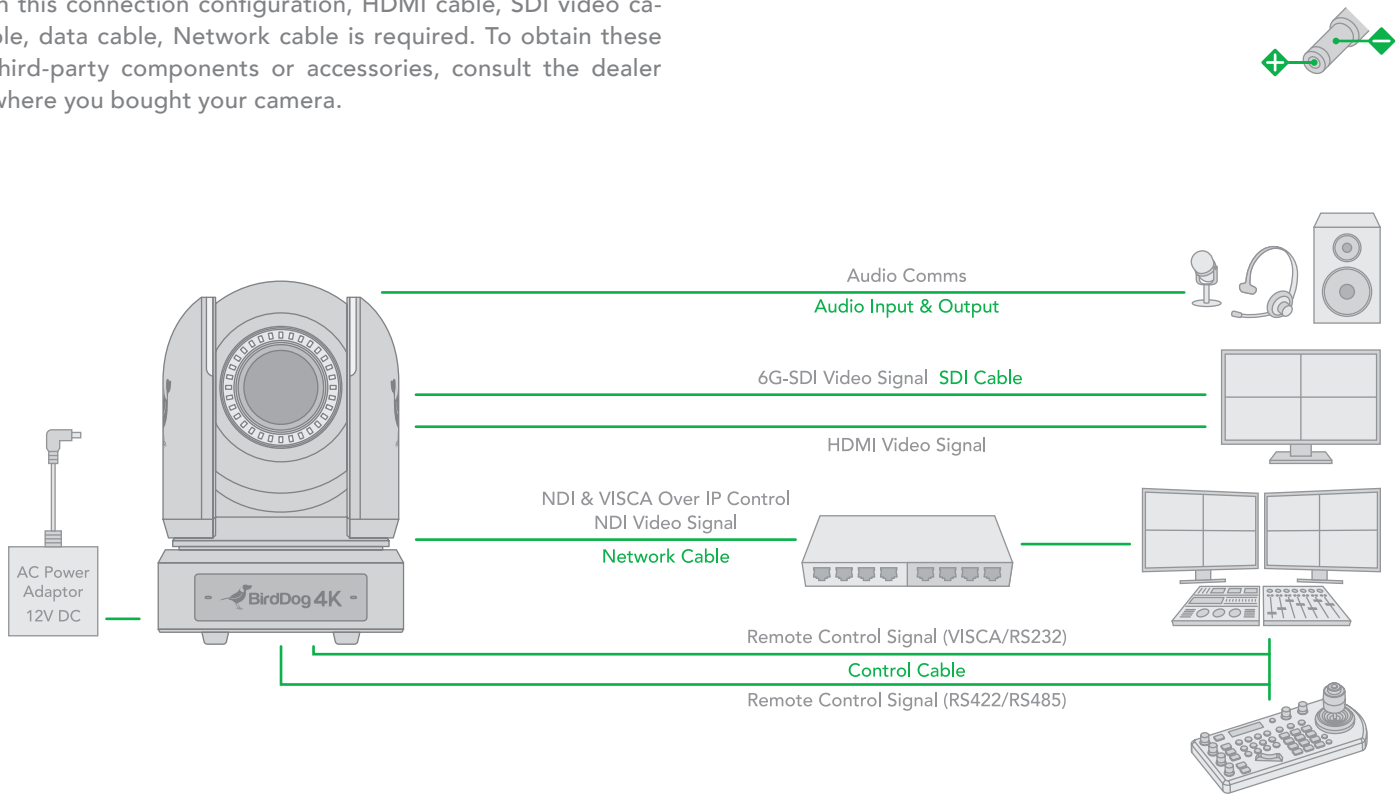 this connection configuration, HDMI cable, SDI video ca-
ble, data cable, Network cable is required. To obtain these
third-party components or accessories, consult the dealer
where you bought your camera.
Audio Comms
Audio Input & Output
6G-SDI Video Signal SDI Cable
HDMI Video Signal
NDI & VISCA Over IP Control
NDI Video Signal
Network Cable
AC Power
Adaptor
12V DC
BirdDog 4K
Remote Control Signal (VISCA/RS232)
Control Cable
Remote Control Signal (RS422/RS485)